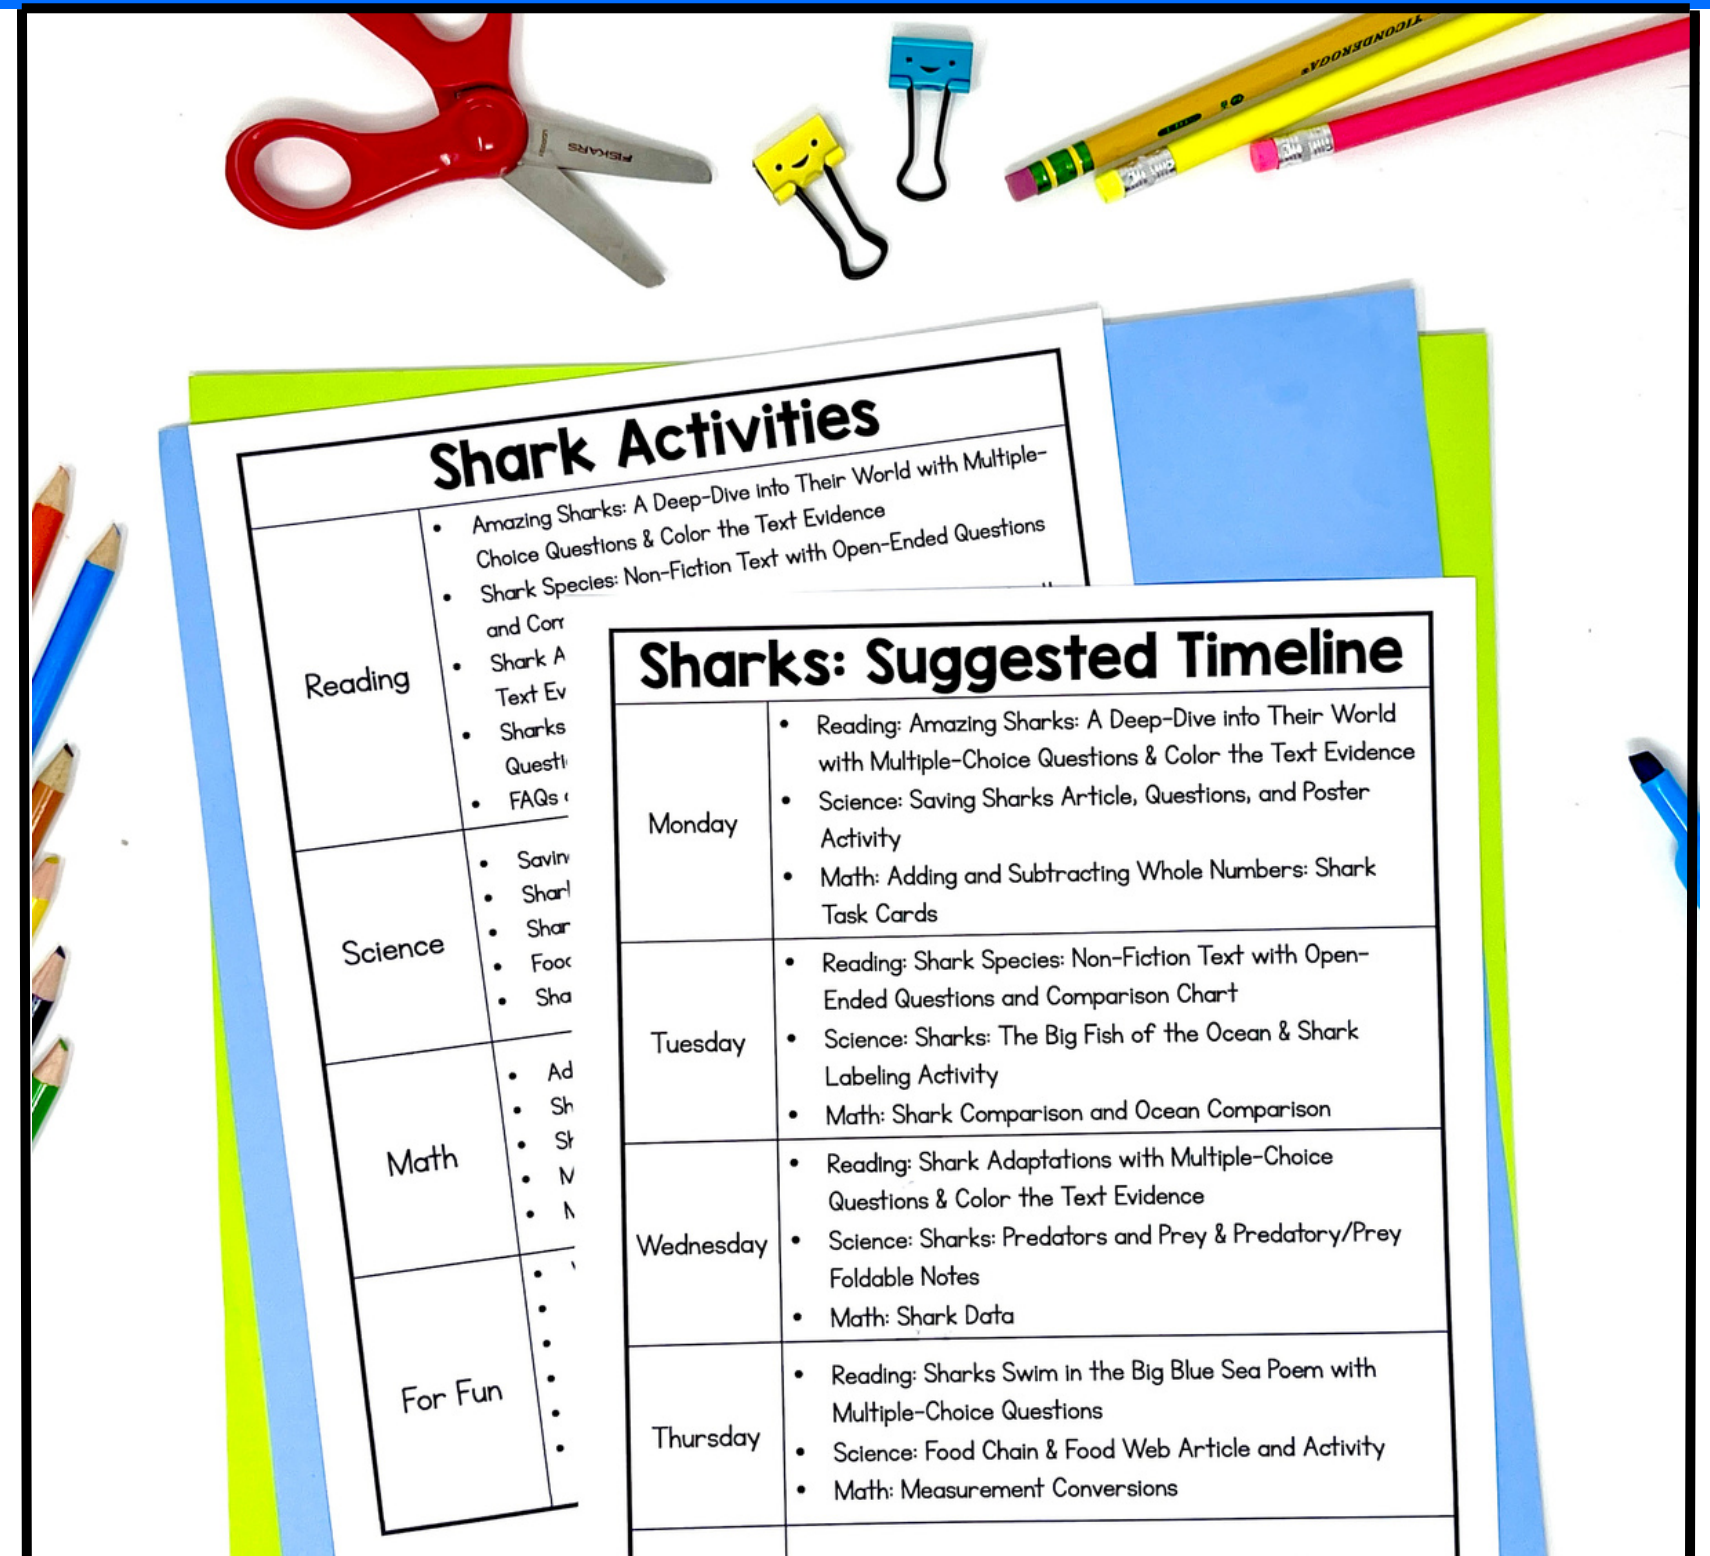 FISKARS
TICONDEROGA®
Shark Activities
Reading
Amazing Sharks: A Deep-Dive into Their World with Multiple-
Choice Questions & Color the Text Evidence
Shark Species: Non-Fiction Text with Open-Ended Questions
and
Shark A
Text Ev
Sharks
Questi
FAQs
Science
Savin
Shar
Shar
Foo
Sha
Math
Ad
Sh
For Fun
Sharks: Suggested Timeline
Monday
Reading: Amazing Sharks: A Deep-Dive into Their World
with Multiple-Choice Questions & Color the Text Evidence
Science: Saving Sharks Article, Questions, and Poster
Activity
Math: Adding and Subtracting Whole Numbers: Shark
Task Cards
Tuesday
Reading: Shark Species: Non-Fiction Text with Open-
Ended Questions and Comparison Chart
Science: Sharks: The Big Fish of the Ocean & Shark
Labeling Activity
Math: Shark Comparison and Ocean Comparison
Wednesday
Reading: Shark Adaptations with Multiple-Choice
Questions & Color the Text Evidence
Science: Sharks: Predators and Prey & Predatory/Prey
Foldable Notes
Math: Shark Data
Thursday
Reading: Sharks Swim in the Big Blue Sea Poem with
Multiple-Choice Questions
Science: Food Chain & Food Web Article and Activity
Math: Measurement Conversions